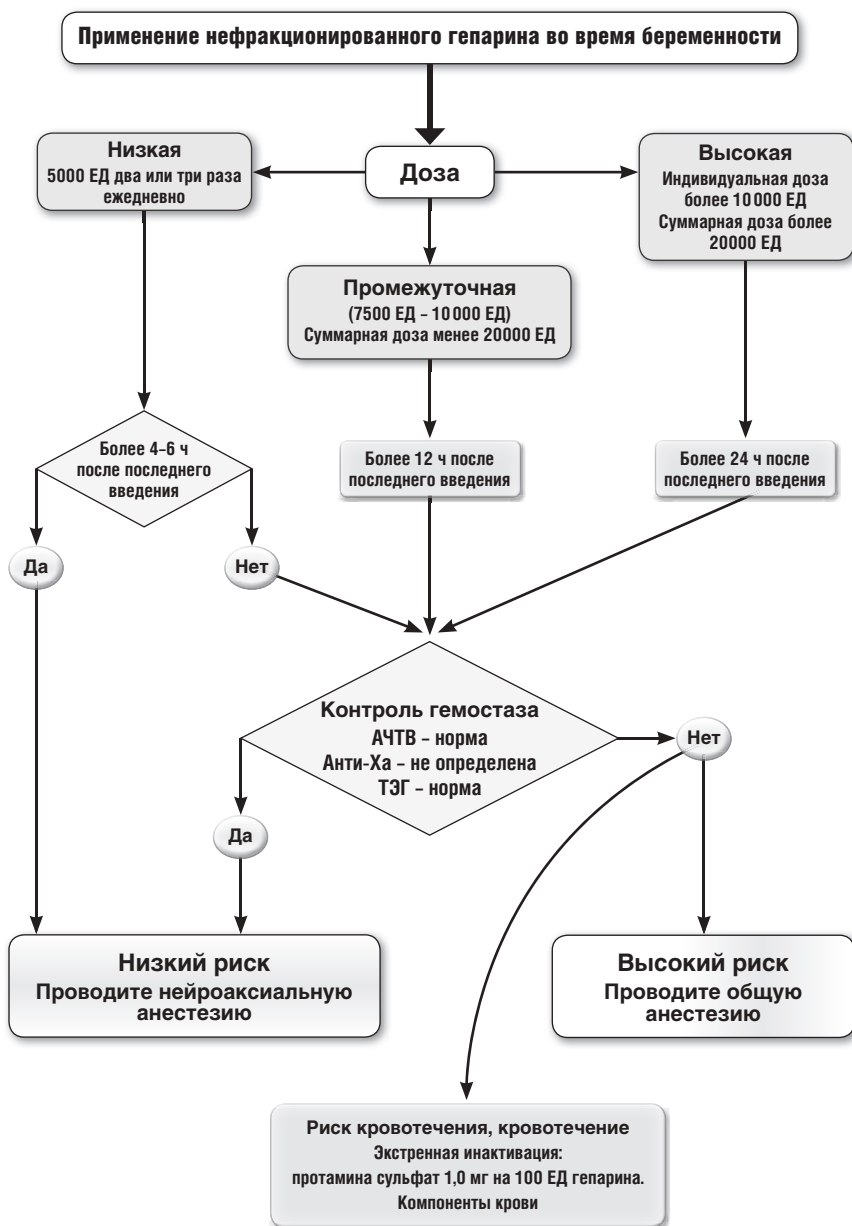 Применение нефракционированного гепарина во время беременности
Низкая
5000 ЕД два или три раза
ежедневно
Доза
Высокая
Индивидуальная доза
более 10 000 ЕД
Суммарная доза более
20000 ЕД
Промежуточная
(7500 ЕД – 10 000 ЕД)
Суммарная доза менее 20000 ЕД
Более 4–6 ч
после последнего
введения
Более 12 ч после
последнего введения
Более 24 ч после
последнего введения
Да
Нет
Контроль гемостаза
АЧТВ – норма
Анти-Ха – не определена
ТЭГ – норма
Нет
Да
Низкий риск
Проводите нейроаксиальную
анестезию
Высокий риск
Проводите общую
анестезию
Риск кровотечения, кровотечение
Экстренная инактивация:
протамина сульфат 1,0 мг на 100 ЕД гепарина.
Компоненты крови